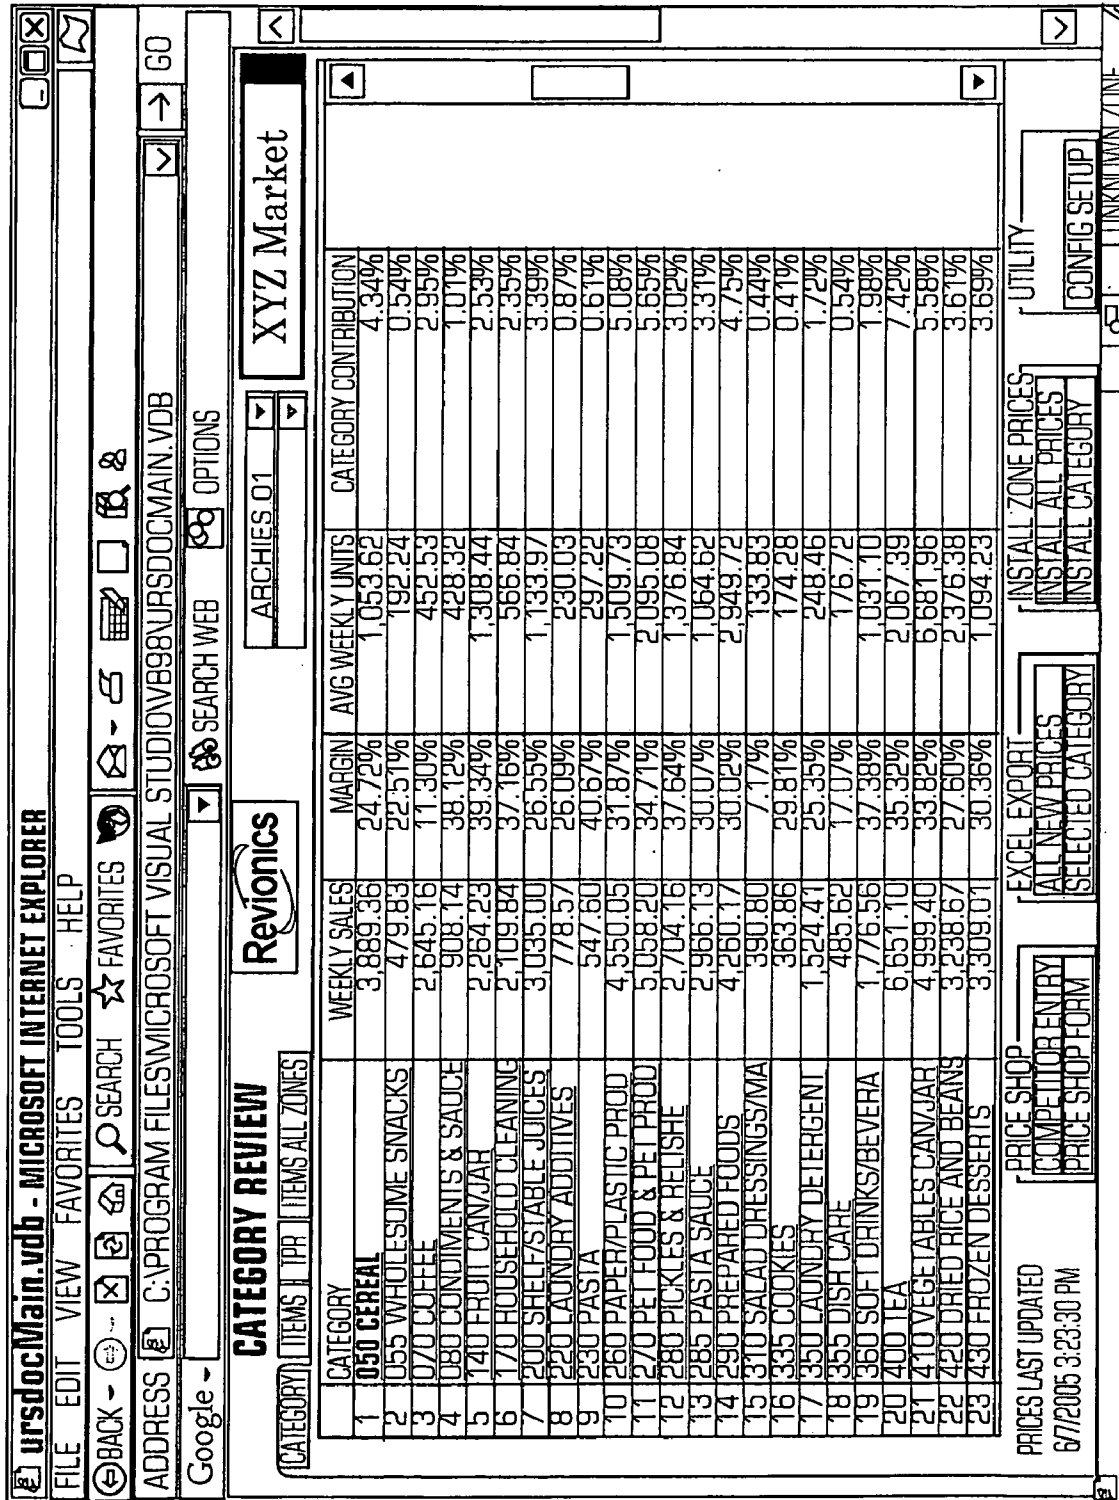 ursdocMain.vdb - MICROSOFT INTERNET EXPLORER
FILE EDIT VIEW FAVORITES TOOLS HELP
BACK SEARCH FAVORITES
ADDRESS C:\PROGRAM FILES\MICROSOFT VISUAL STUDIO\VB98\URSDOCMAIN.VDB GO
Google SEARCH WEB OPTIONS
CATEGORY REVIEW Revionics ARCHIES 01 XYZ Market
CATEGORY ITEMS TPR ITEMS ALL ZONES
CATEGORY WEEKLY SALES MARGIN AVG WEEKLY UNITS CATEGORY CONTRIBUTION
1 050 CEREAL 3,889.36 24.72% 1,053.62 4.34%
2 055 WHOLESOME SNACKS 479.83 22.51% 192.24 0.54%
3 070 COFFEE 2,645.16 11.30% 452.53 2.95%
4 080 CONDIMENTS & SAUCE 908.14 38.12% 428.32 1.01%
5 140 FRUIT CAN/JAR 2,264.23 39.34% 1,308.44 2.53%
6 170 HOUSEHOLD CLEANING 2,109.84 37.16% 566.84 2.35%
7 200 SHELF/STABLE JUICES 3,035.00 26.55% 1,133.97 3.39%
8 220 LAUNDRY ADDITIVES 778.57 26.09% 230.03 0.87%
9 230 PASTA 547.60 40.67% 297.22 0.61%
10 260 PAPER/PLASTIC PROD 4,550.05 31.87% 1,509.73 5.08%
11 270 PET FOOD & PET PROD 5,058.20 34.71% 2,095.08 5.65%
12 280 PICKLES & RELISHE 2,704.16 37.64% 1,376.84 3.02%
13 285 PASTA SAUCE 2,966.13 30.07% 1,064.62 3.31%
14 290 PREPARED FOODS 4,260.17 30.02% 2,949.72 4.75%
15 310 SALAD DRESSINGS/MA 390.80 7.17% 133.83 0.44%
16 335 COOKIES 363.86 29.81% 174.28 0.41%
17 350 LAUNDRY DETERGENT 1,524.41 25.35% 248.46 1.72%
18 355 DISH CARE 485.62 17.07% 176.72 0.54%
19 360 SOFT DRINKS/BEVERA 1,776.56 37.38% 1,031.10 1.98%
20 400 TEA 6,651.10 35.32% 2,067.39 7.42%
21 410 VEGETABLES CAN/JAR 4,999.40 33.82% 6,681.96 5.58%
22 420 DRIED RICE AND BEANS 3,238.67 27.60% 2,376.38 3.61%
23 430 FROZEN DESSERTS 3,309.01 30.36% 1,094.23 3.69%
PRICES LAST UPDATED
6/7/2005 3:23:30 PM
PRICE SHOP
COMPETITOR ENTRY
PRICE SHOP FORM
EXCEL EXPORT
ALL NEW PRICES
SELECTED CATEGORY
INSTALL ZONE PRICES
INSTALL ALL PRICES
INSTALL CATEGORY
UTILITY
CONFIG SETUP
UNKNOWN ZONE